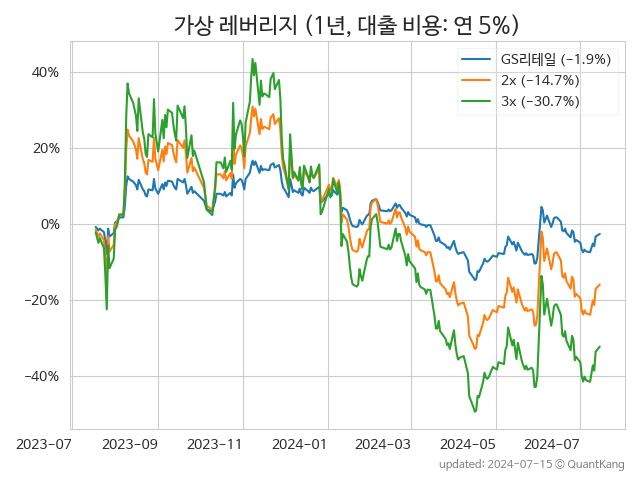 가상 레버리지 (1년, 대출 비용: 연 5%)
GS리테일 (−1.9%)
2x (−14.7%)
3x (−30.7%)
40%
20%
0%
−20%
−40%
2023-07 2023-09 2023-11 2024-01 2024-03 2024-05 2024-07
updated: 2024-07-15 © QuantKang